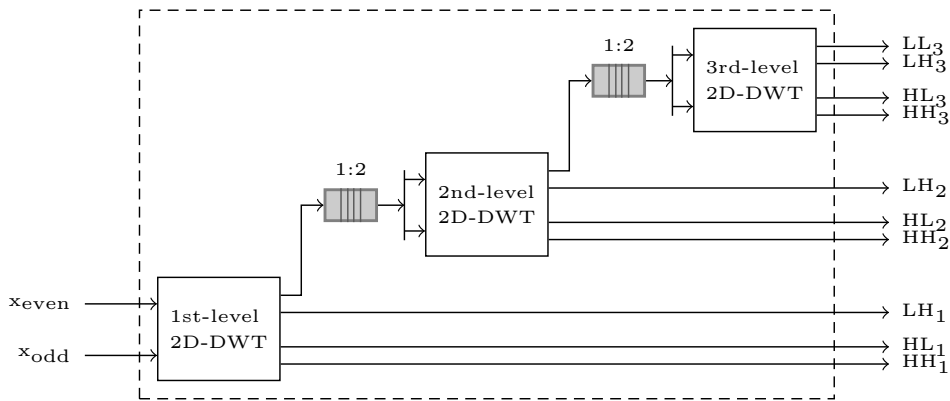 1:2
3rd-level
2D-DWT
LL3
LH3
HL3
HH3
1:2
2nd-level
2D-DWT
LH2
HL2
HH2
xeven
xodd
1st-level
2D-DWT
LH1
HL1
HH1